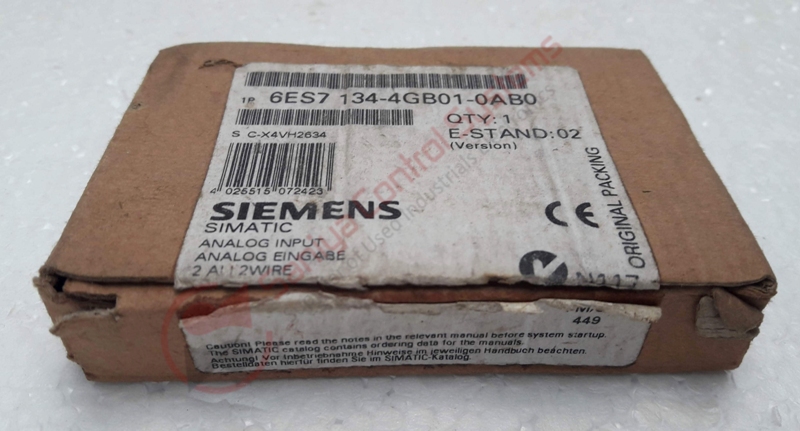 1P 6ES7 134-4GB01-0AB0
QTY: 1
S C-X4VH2634
E-STAND: 02
(Version)
4 025515 072423
SIEMENS
SIMATIC
ANALOG INPUT
ANALOG EINGABE
2 AI I 2WIRE
CE
N117
ORIGINAL PACKING
449
Caution! Please read the notes in the relevant manual before system startup.
The SIMATIC catalog contains ordering data for the manuals.
Achtung! Vor Inbetriebnahme Hinweise im jeweiligen Handbuch beachten.
Bestelldaten hierfür finden Sie im SIMATIC-Katalog.